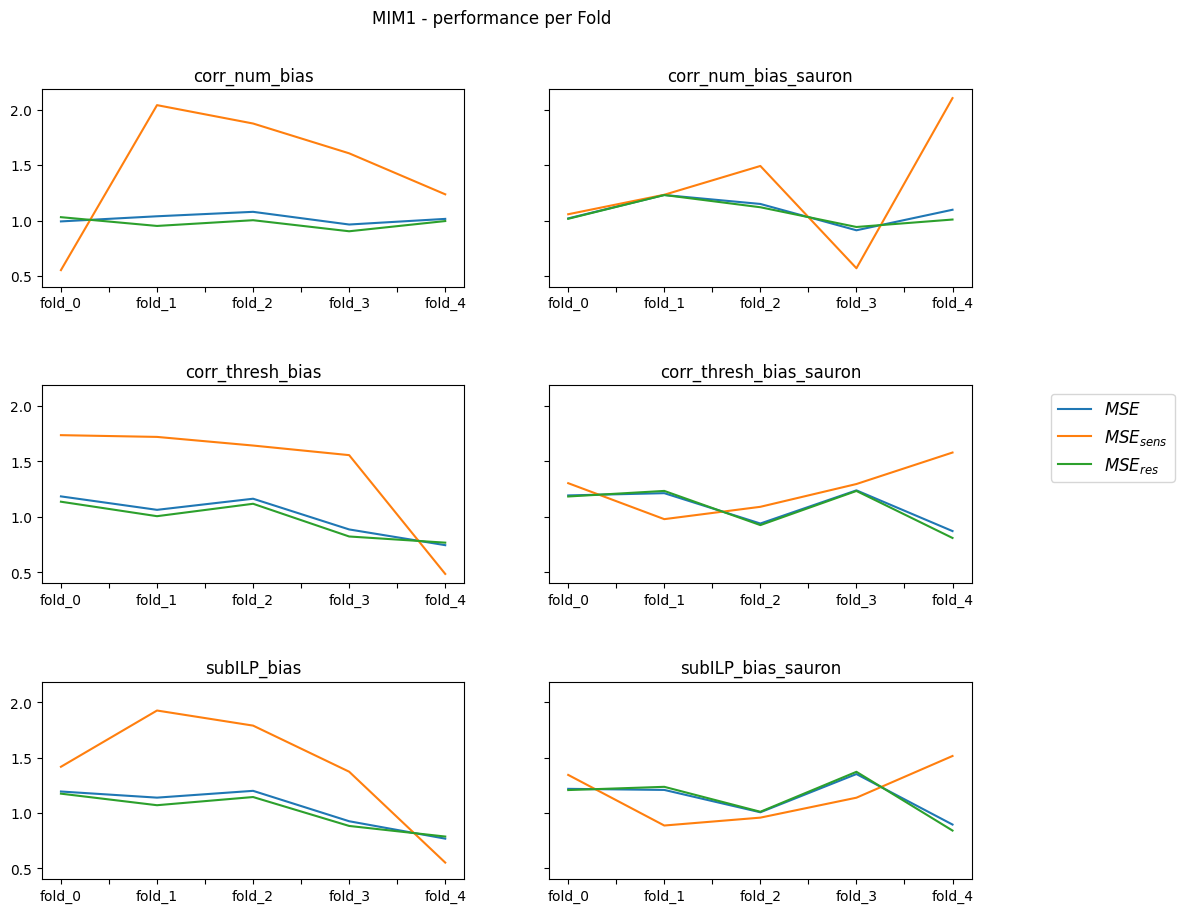 MIM1 - performance per Fold
corr_num_bias
2.0
1.5
1.0
0.5
fold_0 fold_1 fold_2 fold_3 fold_4
corr_num_bias_sauron
fold_0 fold_1 fold_2 fold_3 fold_4
corr_thresh_bias
2.0
1.5
1.0
0.5
fold_0 fold_1 fold_2 fold_3 fold_4
corr_thresh_bias_sauron
fold_0 fold_1 fold_2 fold_3 fold_4
MSE
MSE_sens
MSE_res
subILP_bias
2.0
1.5
1.0
0.5
fold_0 fold_1 fold_2 fold_3 fold_4
subILP_bias_sauron
fold_0 fold_1 fold_2 fold_3 fold_4